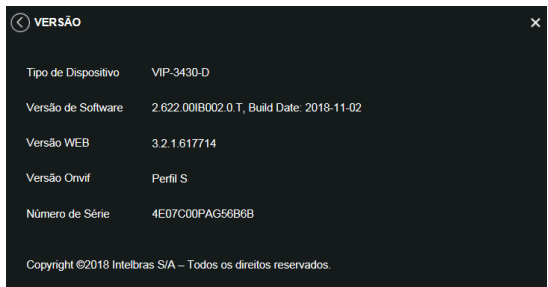 VERSÃO
Tipo de Dispositivo VIP-3430-D
Versão de Software 2.622.00IB002.0.T, Build Date: 2018-11-02
Versão WEB 3.2.1.617714
Versão Onvif Perfil S
Número de Série 4E07C00PAG56B6B
Copyright ©2018 Intelbras S/A – Todos os direitos reservados.